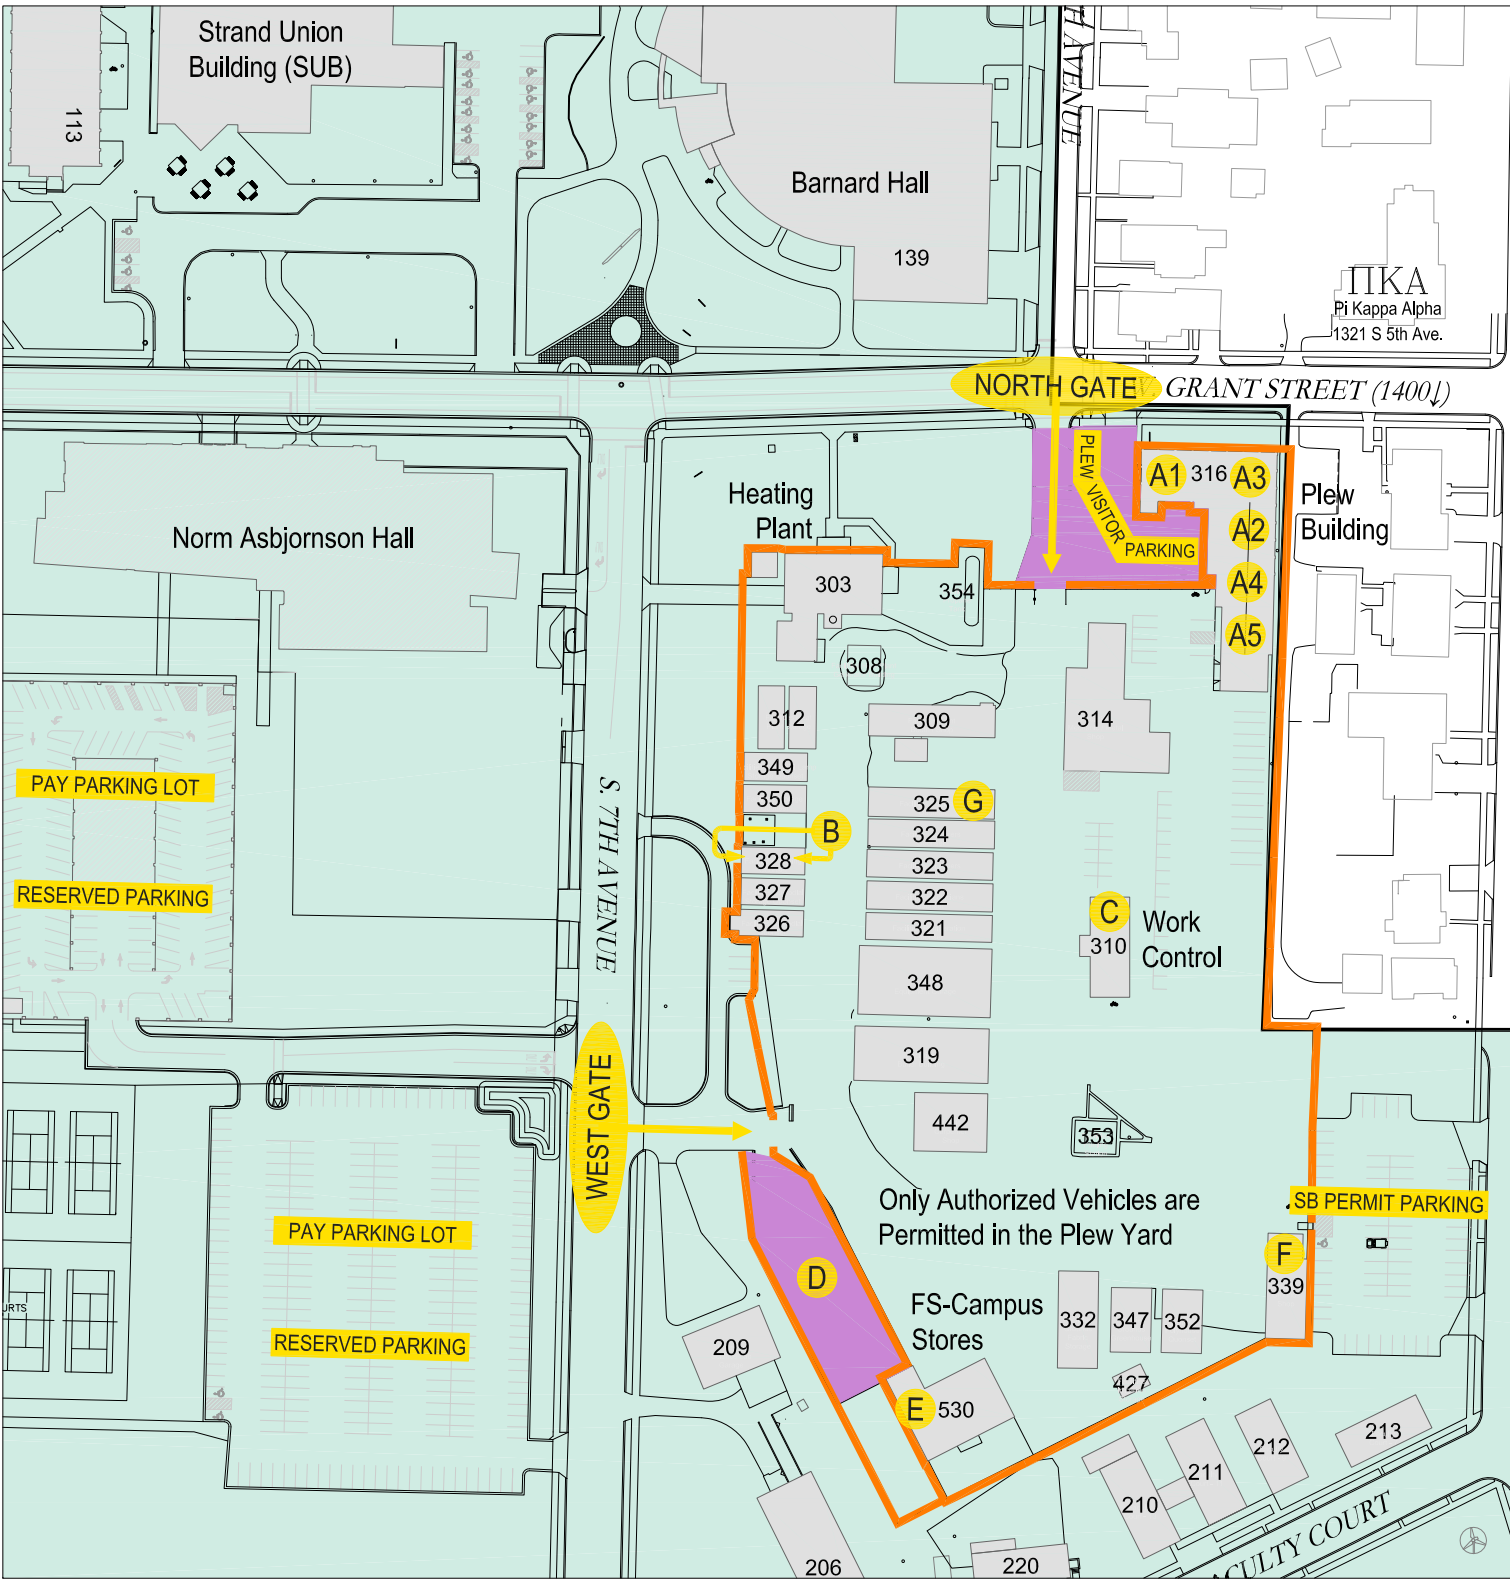 Strand Union
Building (SUB)
113
Barnard Hall
139
AVENUE
ΠΚΑ
Pi Kappa Alpha
1321 S 5th Ave.
NORTH GATE
GRANT STREET (1400↓)
PLEW VISITOR PARKING
A1
316
A3
A2
A4
A5
Plew
Building
Heating
Plant
Norm Asbjornson Hall
303
354
308
312
309
314
349
350
325
G
B
324
328
323
327
322
326
321
C
310
Work
Control
348
319
442
353
PAY PARKING LOT
RESERVED PARKING
S. 7TH AVENUE
WEST GATE
Only Authorized Vehicles are
Permitted in the Plew Yard
SB PERMIT PARKING
PAY PARKING LOT
RESERVED PARKING
D
F
339
FS-Campus
Stores
332
347
352
427
209
E
530
213
212
211
210
206
220
ACULTY COURT
URTS